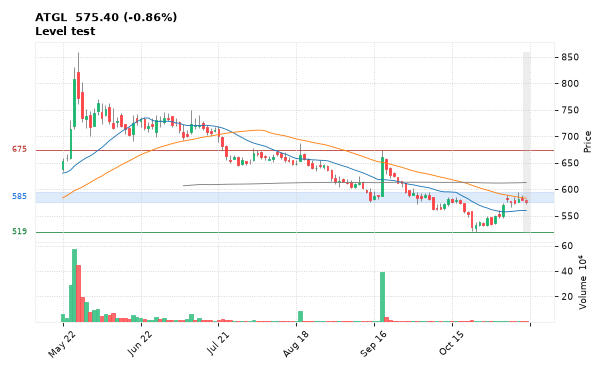 ATGL 575.40 (-0.86%)
Level test
850
800
750
700
675
650
600
585
550
519
Price
60
40
20
Volume 10⁴
May 22
Jun 22
Jul 21
Aug 18
Sep 16
Oct 15